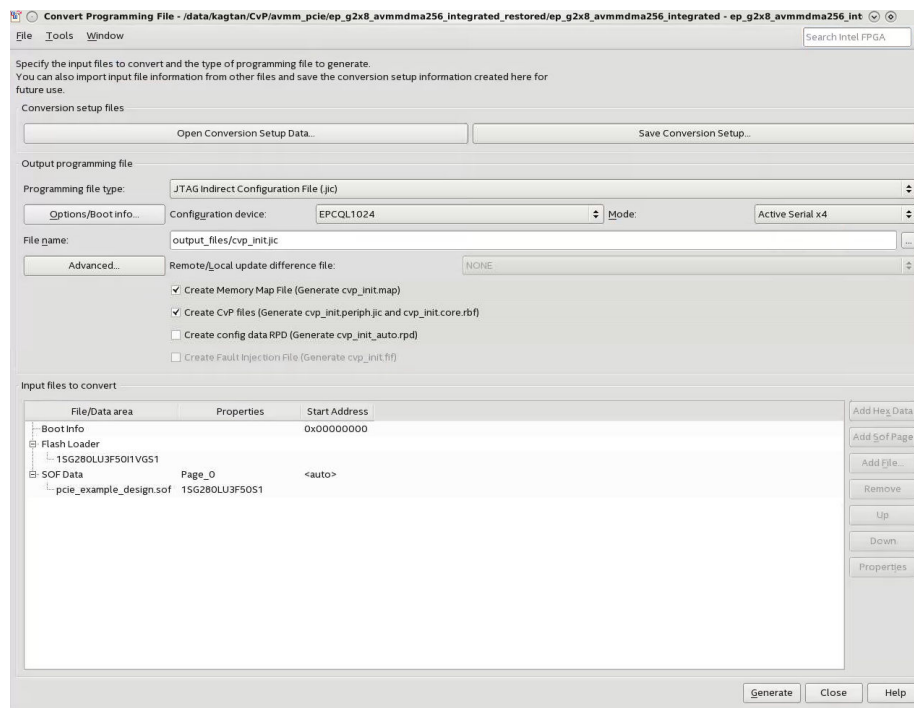 Convert Programming File - /data/kagtan/CvP/avmm_pcie/ep_g2x8_avmmdma256_integrated_restored/ep_g2x8_avmmdma256_integrated - ep_g2x8_avmmdma256_int
File Tools Window
Search Intel FPGA
Specify the input files to convert and the type of programming file to generate.
You can also import input file information from other files and save the conversion setup information created here for
future use.
Conversion setup files
Open Conversion Setup Data... Save Conversion Setup...
Output programming file
Programming file type: JTAG Indirect Configuration File (.jic)
Options/Boot info... Configuration device: EPCQL1024 Mode: Active Serial x4
File name: output_files/cvp_init.jic ...
Advanced... Remote/Local update difference file: NONE
Create Memory Map File (Generate cvp_init.map)
Create CvP files (Generate cvp_init.periph.jic and cvp_init.core.rbf)
Create config data RPD (Generate cvp_init_auto.rpd)
Create Fault Injection File (Generate cvp_init.fif)
Input files to convert
File/Data area Properties Start Address
Boot Info 0x00000000
Flash Loader
1SG280LU3F50I1VGS1
SOF Data Page_0 <auto>
pcie_example_design.sof 1SG280LU3F50S1
Add Hex Data
Add Sof Page
Add File...
Remove
Up
Down
Properties
Generate Close Help